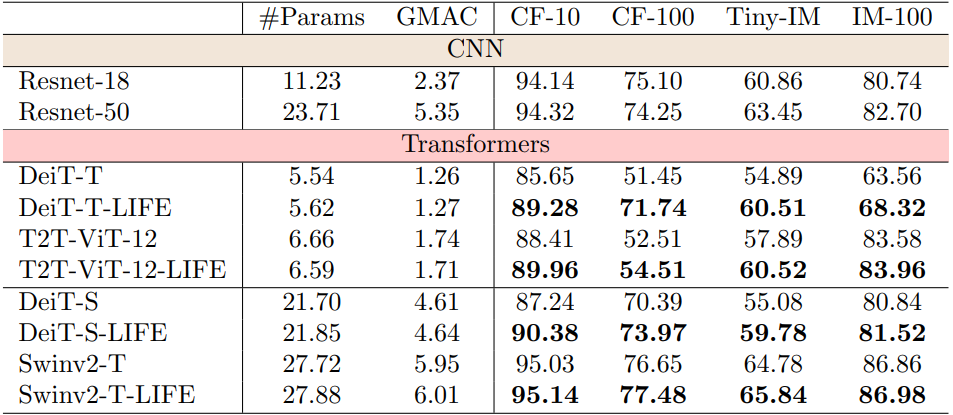 #Params GMAC CF-10 CF-100 Tiny-IM IM-100
CNN
Resnet-18 11.23 2.37 94.14 75.10 60.86 80.74
Resnet-50 23.71 5.35 94.32 74.25 63.45 82.70
Transformers
DeiT-T 5.54 1.26 85.65 51.45 54.89 63.56
DeiT-T-LIFE 5.62 1.27 89.28 71.74 60.51 68.32
T2T-ViT-12 6.66 1.74 88.41 52.51 57.89 83.58
T2T-ViT-12-LIFE 6.59 1.71 89.96 54.51 60.52 83.96
DeiT-S 21.70 4.61 87.24 70.39 55.08 80.84
DeiT-S-LIFE 21.85 4.64 90.38 73.97 59.78 81.52
Swinv2-T 27.72 5.95 95.03 76.65 64.78 86.86
Swinv2-T-LIFE 27.88 6.01 95.14 77.48 65.84 86.98